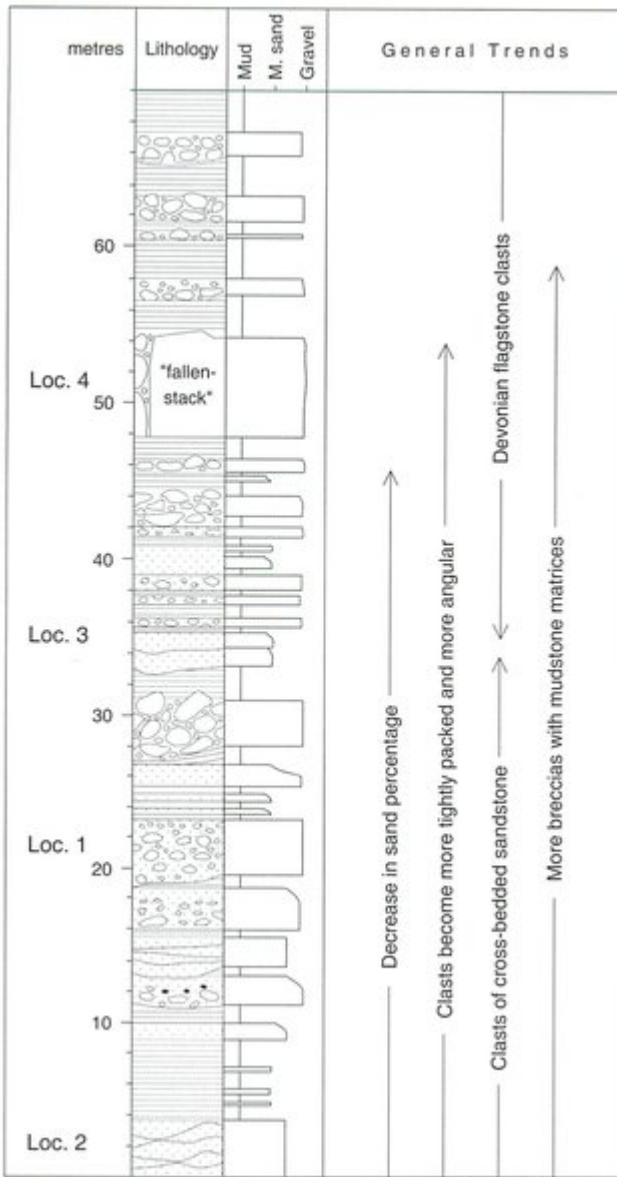 metres
Lithology
Mud
M. sand
Gravel
General Trends
60
Loc. 4
"fallen-
stack"
50
40
Loc. 3
30
Loc. 1
20
10
Loc. 2
Decrease in sand percentage
Clasts become more tightly packed and more angular
Devonian flagstone clasts
Clasts of cross-bedded sandstone
More breccias with mudstone matrices